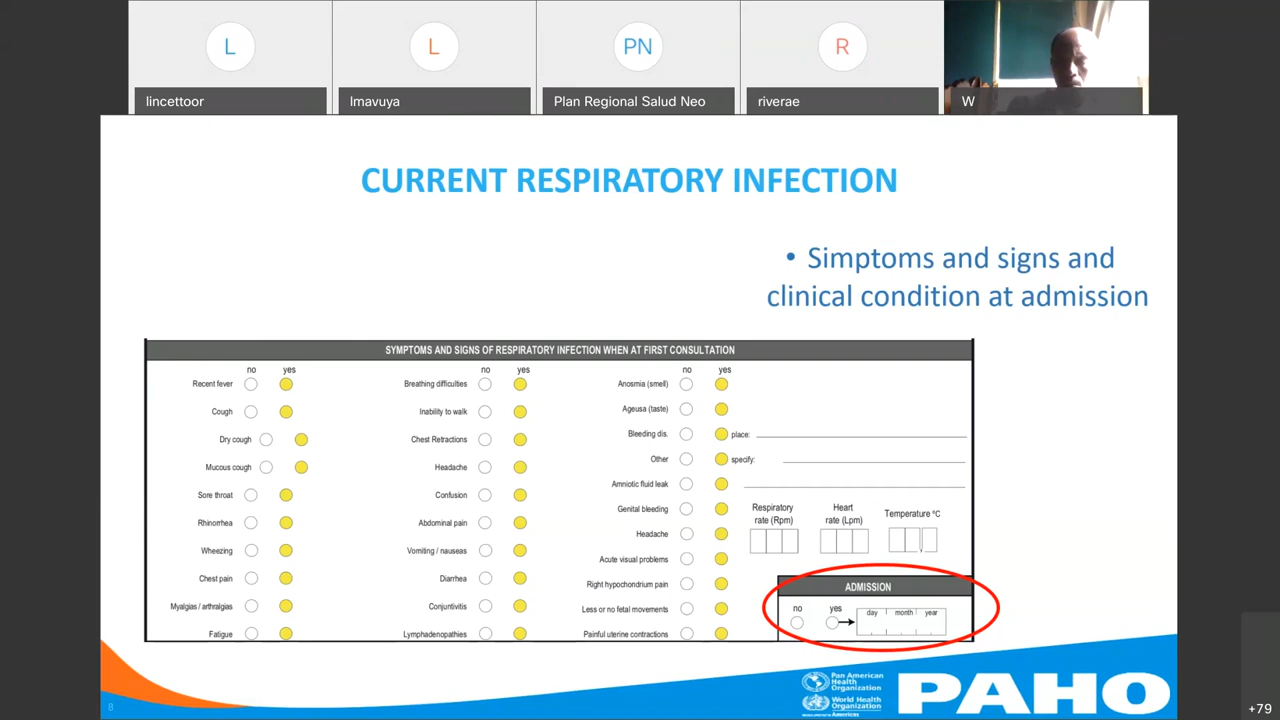 L
L
PN
R
lincettoor
lmavuya
Plan Regional Salud Neo
riverae
W
CURRENT RESPIRATORY INFECTION
• Simptoms and signs and
clinical condition at admission
SYMPTOMS AND SIGNS OF RESPIRATORY INFECTION WHEN AT FIRST CONSULTATION
no yes
Recent fever
Cough
Dry cough
Mucous cough
Sore throat
Rhinorrhea
Wheezing
Chest pain
Myalgias / arthralgias
Fatigue
no yes
Breathing difficulties
Inability to walk
Chest Retractions
Headache
Confusion
Abdominal pain
Vomiting / nauseas
Diarrhea
Conjuntivitis
Lymphadenopathies
no yes
Anosmia (smell)
Ageusa (taste)
Bleeding dis. place:
Other specify:
Amniotic fluid leak
Genital bleeding
Headache
Acute visual problems
Right hypochondrium pain
Less or no fetal movements
Painful uterine contractions
Respiratory
rate (Rpm)
Heart
rate (Lpm)
Temperature ºC
ADMISSION
no yes day month year
8
Pan American
Health
Organization
World Health
Organization
Americas
PAHO
+79